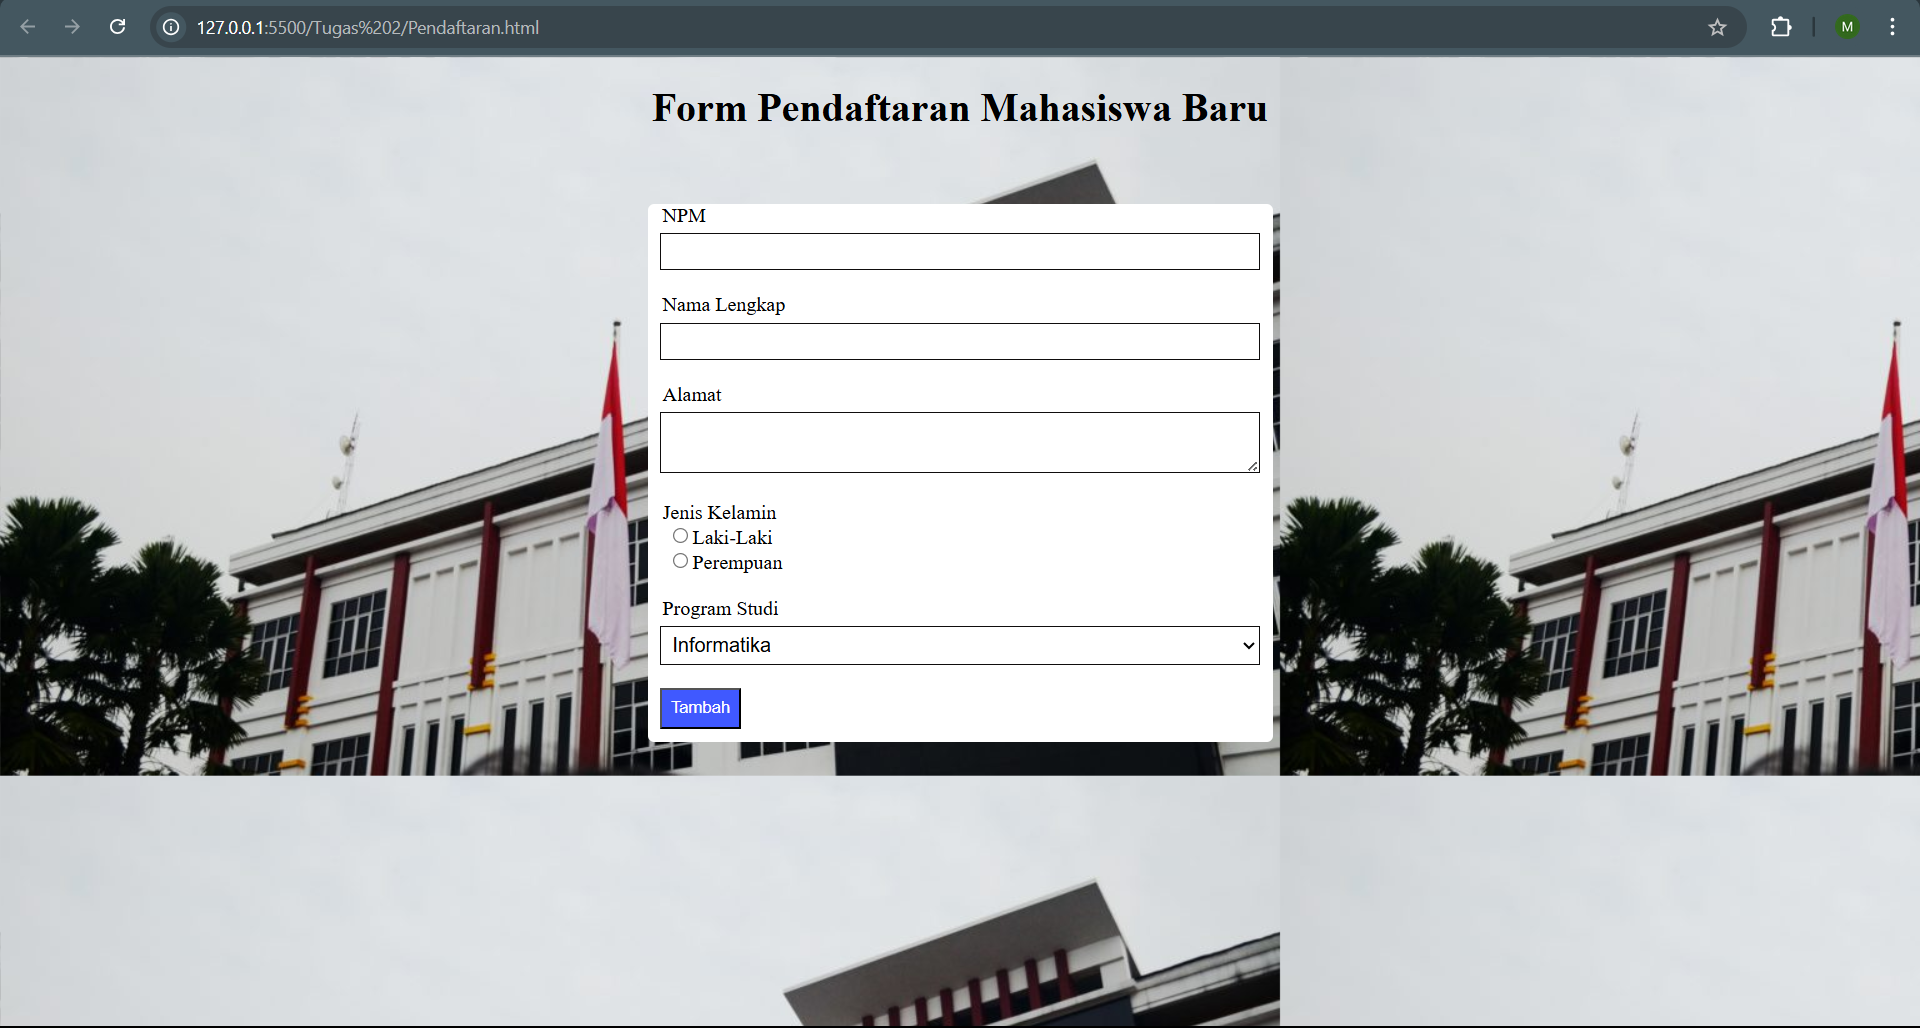 127.0.0.1:5500/Tugas%202/Pendaftaran.html
M
Form Pendaftaran Mahasiswa Baru
NPM
Nama Lengkap
Alamat
Jenis Kelamin
Laki-Laki
Perempuan
Program Studi
Informatika
Tambah